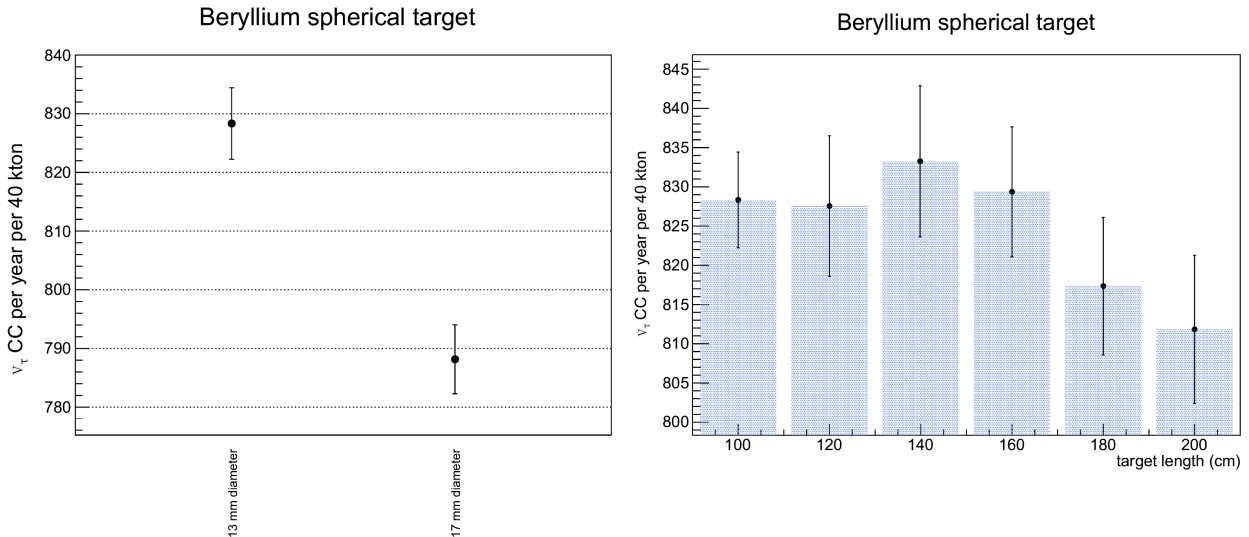 Beryllium spherical target
ν_τ CC per year per 40 kton
840
830
820
810
800
790
780
13 mm diameter
17 mm diameter
Beryllium spherical target
ν_τ CC per year per 40 kton
845
840
835
830
825
820
815
810
805
800
100 120 140 160 180 200
target length (cm)